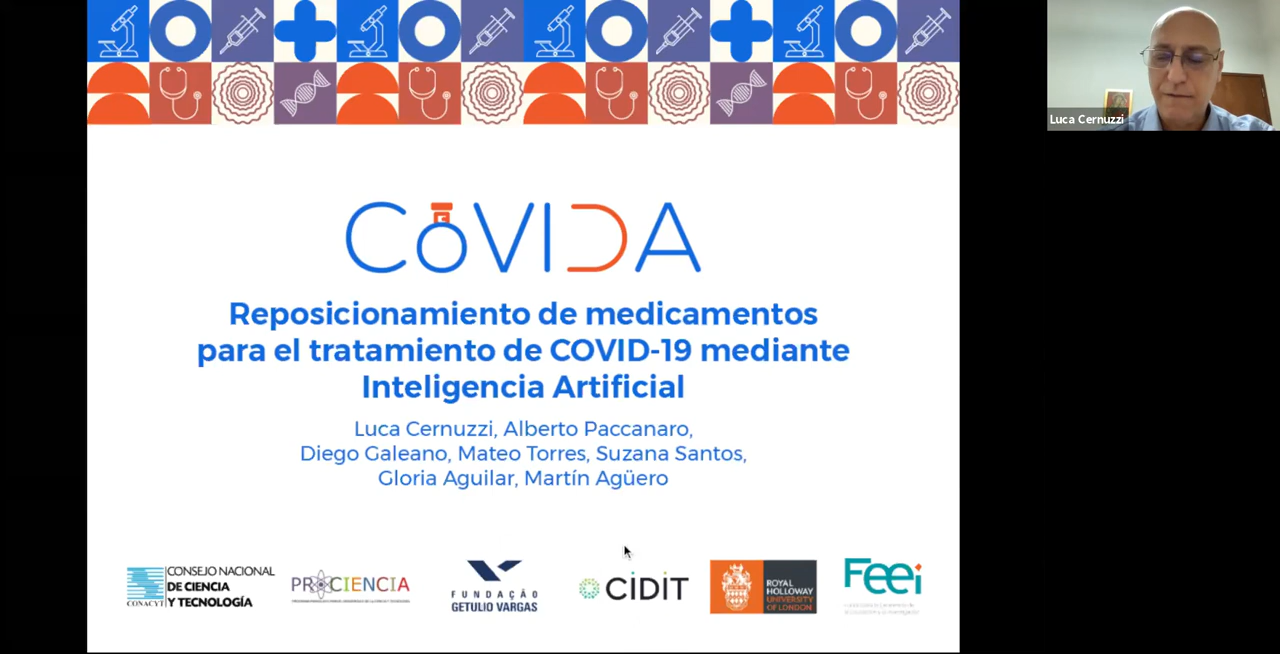 Luca Cernuzzi
CoVIDA
Reposicionamiento de medicamentos
para el tratamiento de COVID-19 mediante
Inteligencia Artificial
Luca Cernuzzi, Alberto Paccanaro,
Diego Galeano, Mateo Torres, Suzana Santos,
Gloria Aguilar, Martín Agüero
CONACYT
CONSEJO NACIONAL
DE CIENCIA
Y TECNOLOGÍA
PROCIENCIA
FUNDAÇÃO
GETULIO VARGAS
CIDIT
ROYAL
HOLLOWAY
UNIVERSITY
OF LONDON
Feei